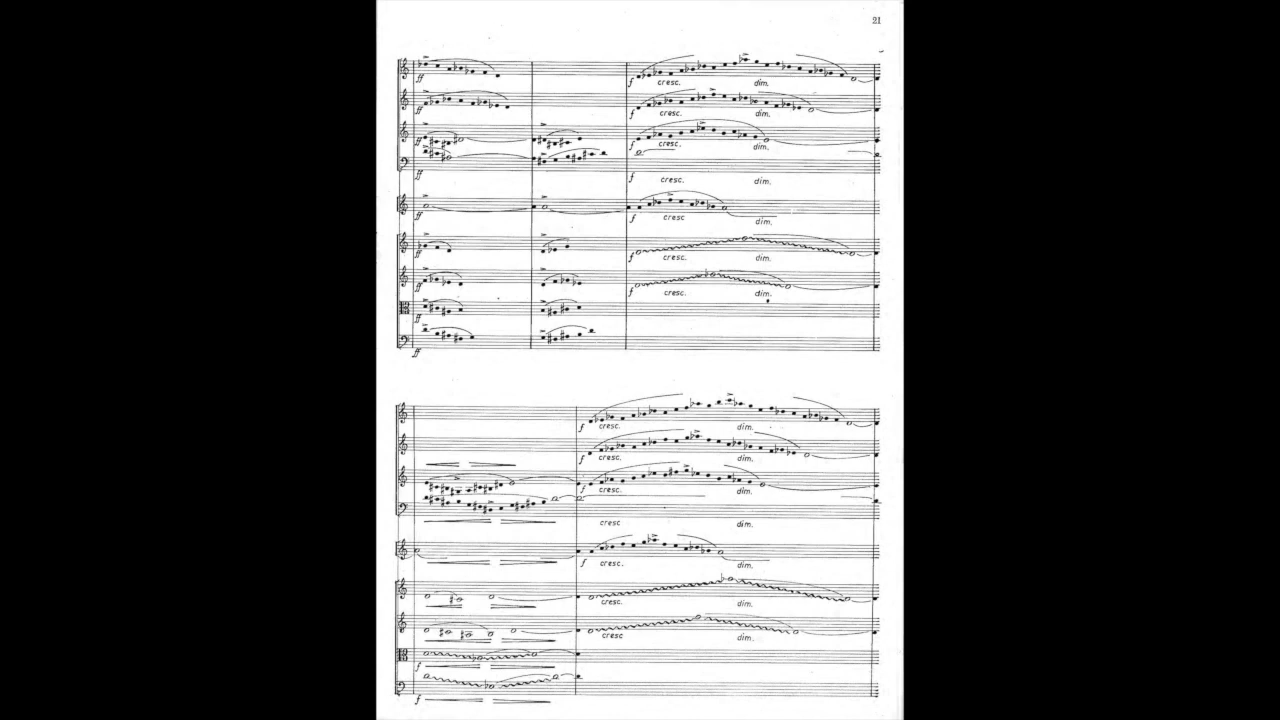 21
ff f cresc. dim.
ff f cresc. dim.
ff f cresc. dim.
ff f cresc. dim.
ff f cresc dim.
ff f cresc. dim.
ff f cresc. dim.
ff
ff
f cresc. dim.
f cresc. dim.
f cresc. dim.
cresc dim.
f cresc. dim.
cresc. dim.
cresc dim.
f
f